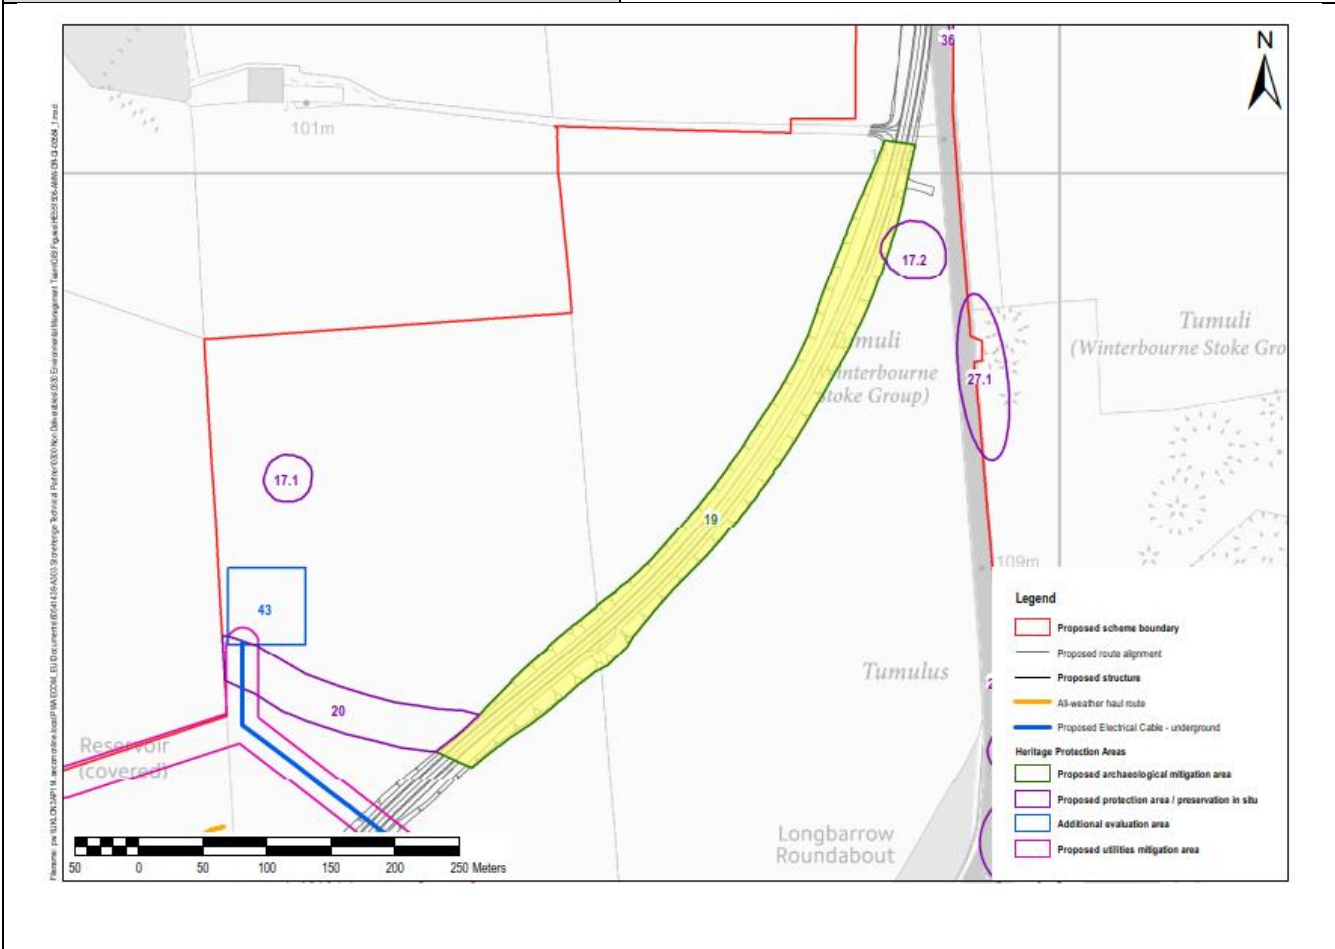 36
N
101m
17.2
Tumuli
(Winterbourne Stoke Gro
muli
nterbourne
toke Group)
27.1
17.1
19
109m
43
Tumulus
20
Reservoir
(covered)
Longbarrow
Roundabout
50 0 50 100 150 200 250 Meters
Legend
Proposed scheme boundary
Proposed route alignment
Proposed structure
All-weather haul route
Proposed Electrical Cable - underground
Heritage Protection Areas
Proposed archaeological mitigation area
Proposed protection area / preservation in situ
Additional evaluation area
Proposed utilities mitigation area